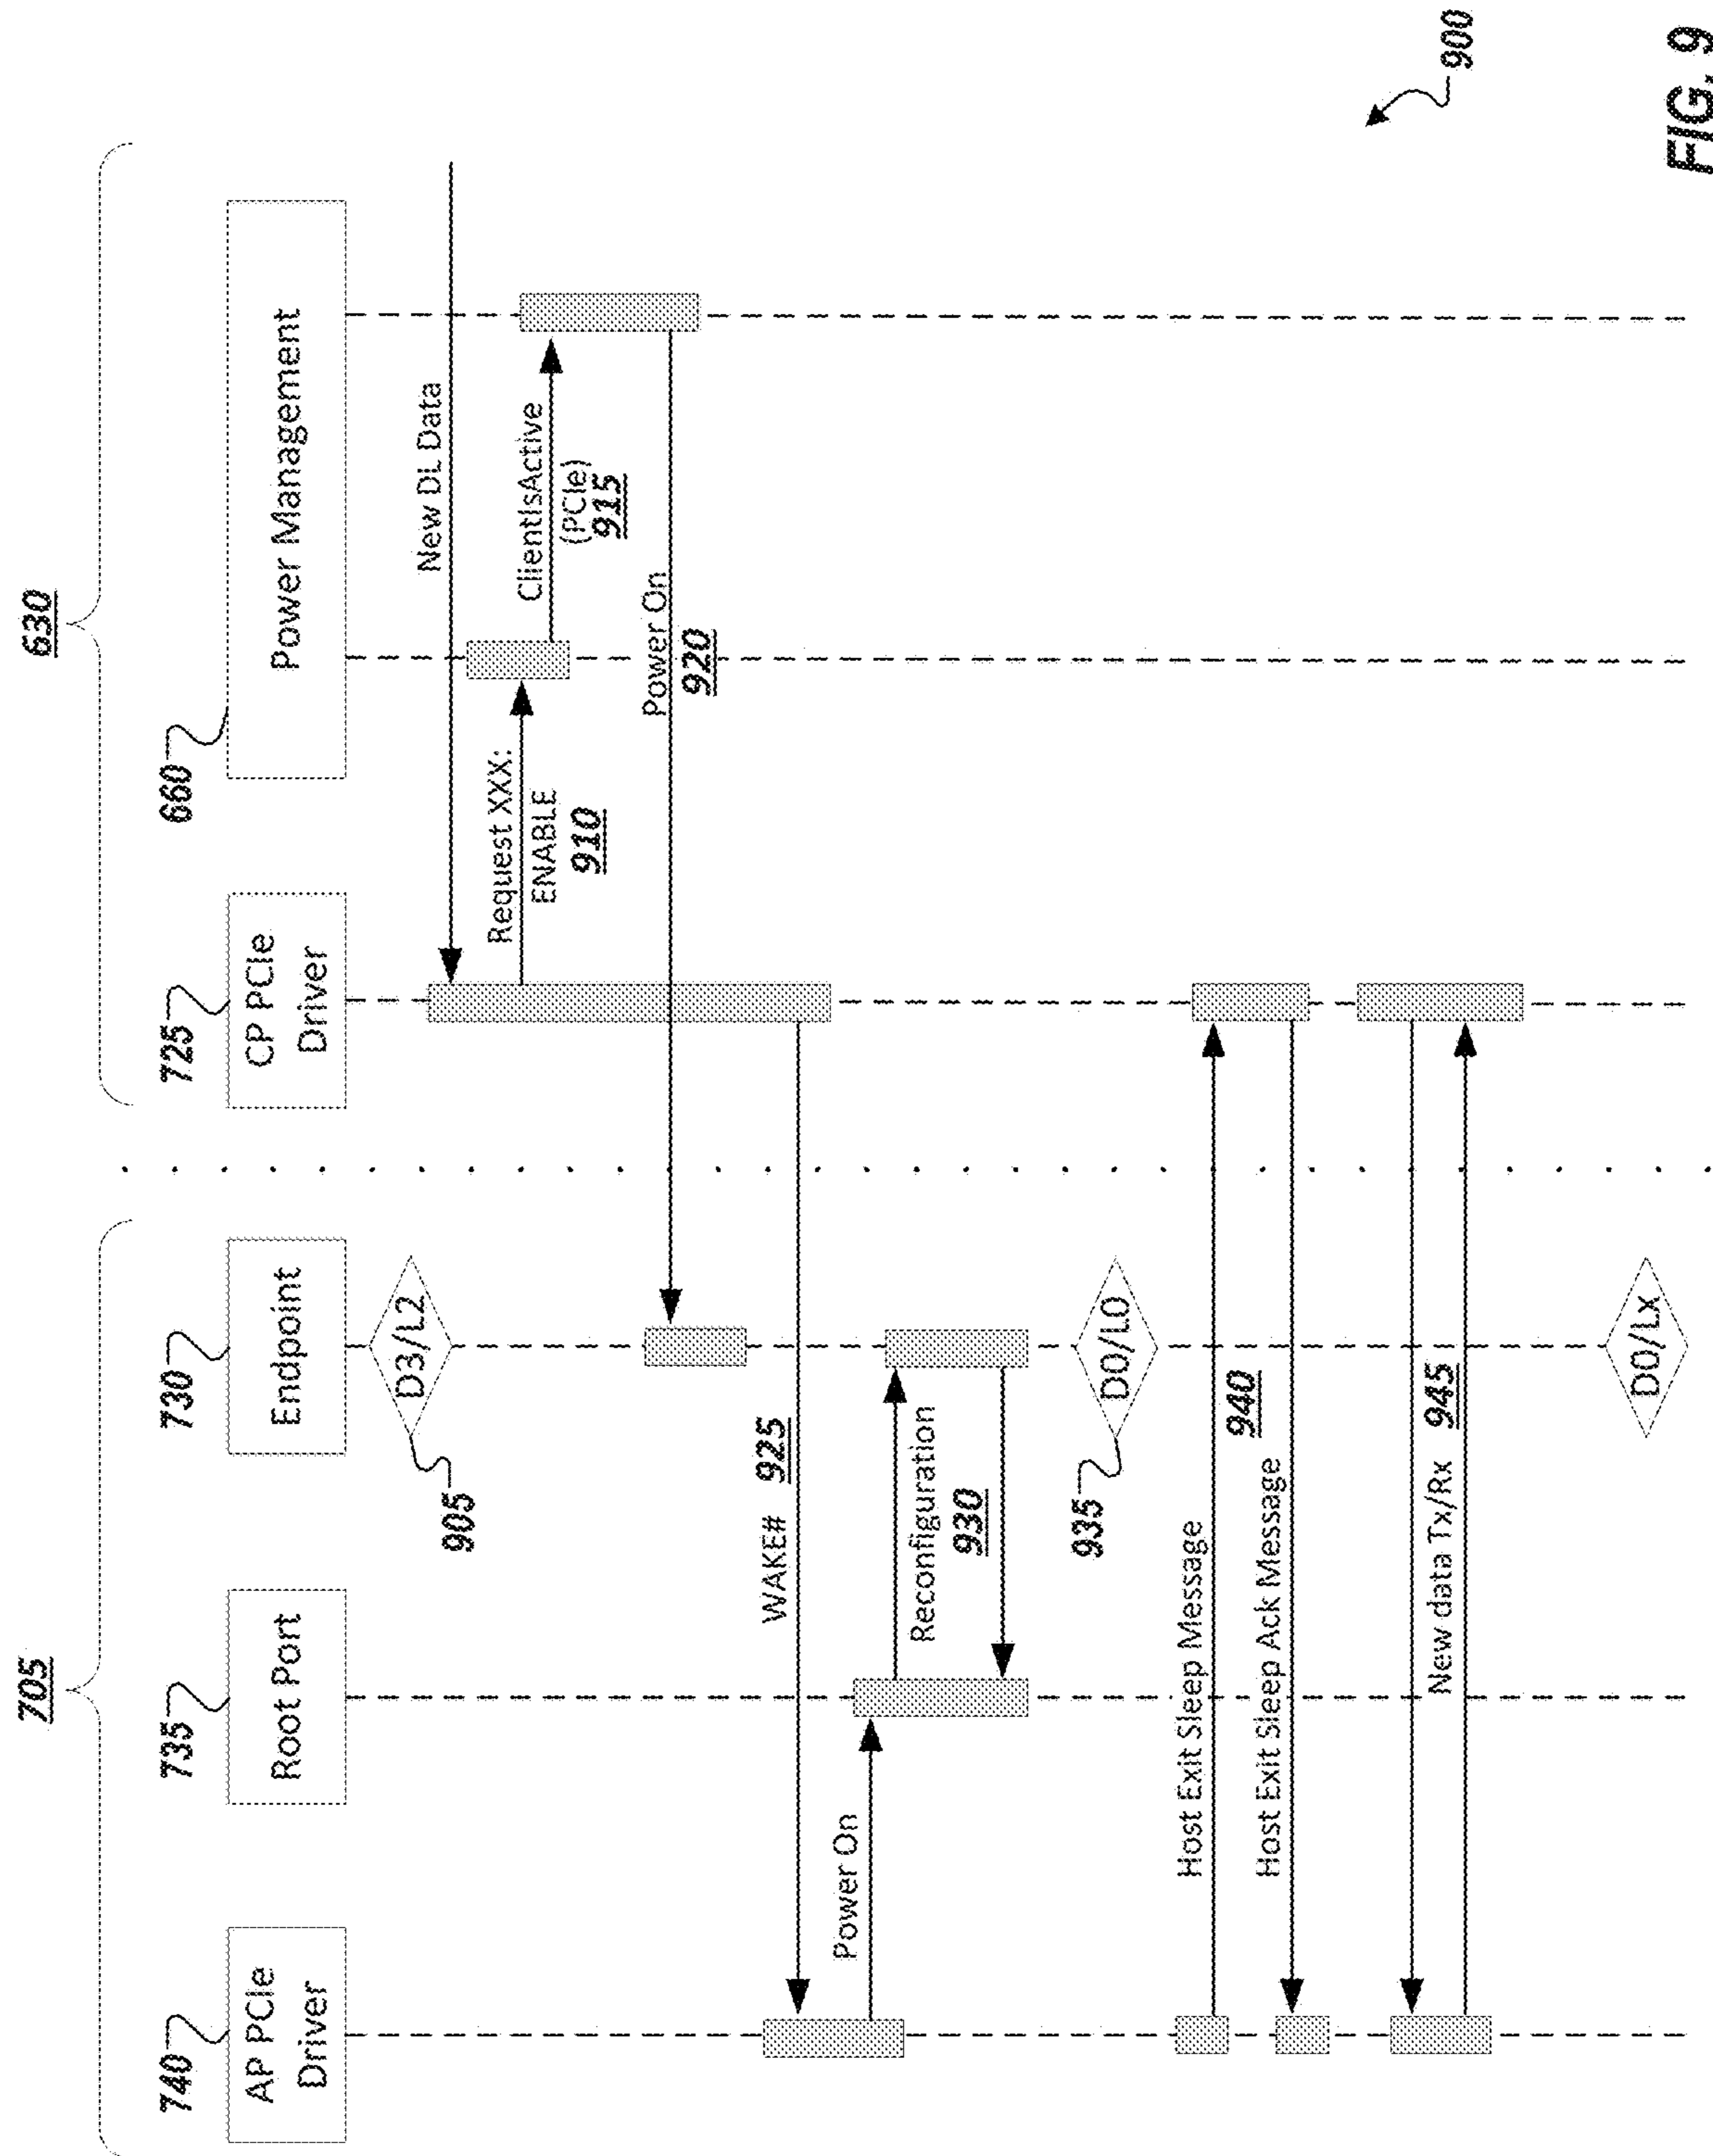 705
630
740
735
730
725
660
AP PCIe
Driver
Root Port
Endpoint
CP PCIe
Driver
Power Management
D3/L2
905
New DL Data
Request XXX:
ENABLE
910
ClientIsActive
(PCIe)
915
Power On
920
WAKE# 925
Power On
Reconfiguration
930
D0/L0
935
Host Exit Sleep Message
940
Host Exit Sleep Ack Message
New data Tx/Rx 945
D0/Lx
900
FIG. 9